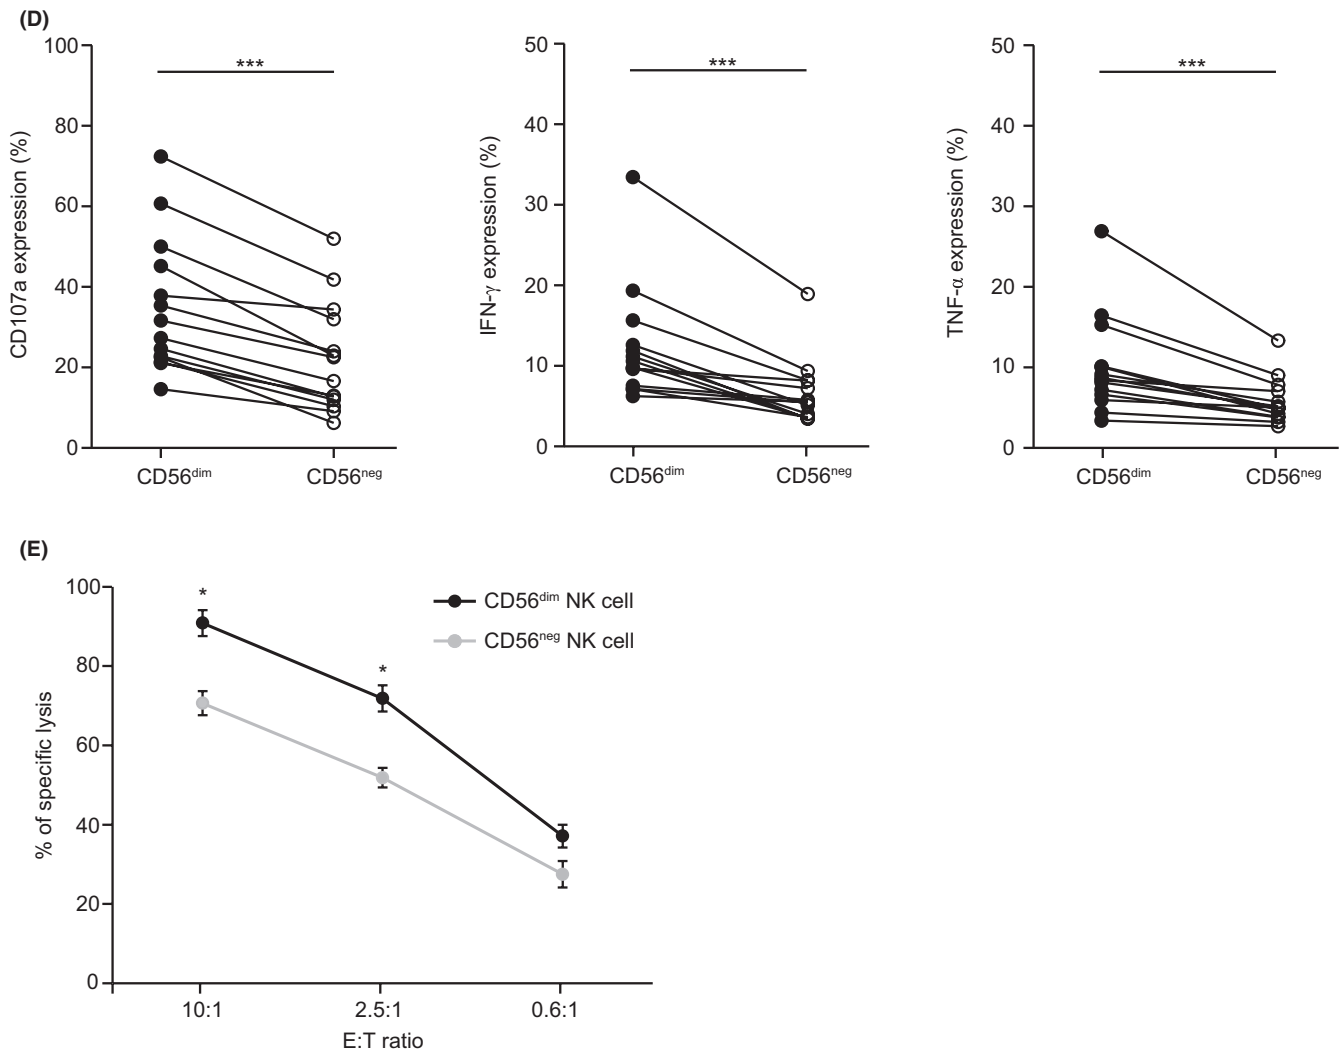 (D)
CD107a expression (%)
100
80
60
40
20
0
***
CD56dim
CD56neg
IFN-γ expression (%)
50
40
30
20
10
0
***
CD56dim
CD56neg
TNF-α expression (%)
50
40
30
20
10
0
***
CD56dim
CD56neg
(E)
% of specific lysis
100
80
60
40
20
0
*
*
CD56dim NK cell
CD56neg NK cell
10:1
2.5:1
0.6:1
E:T ratio